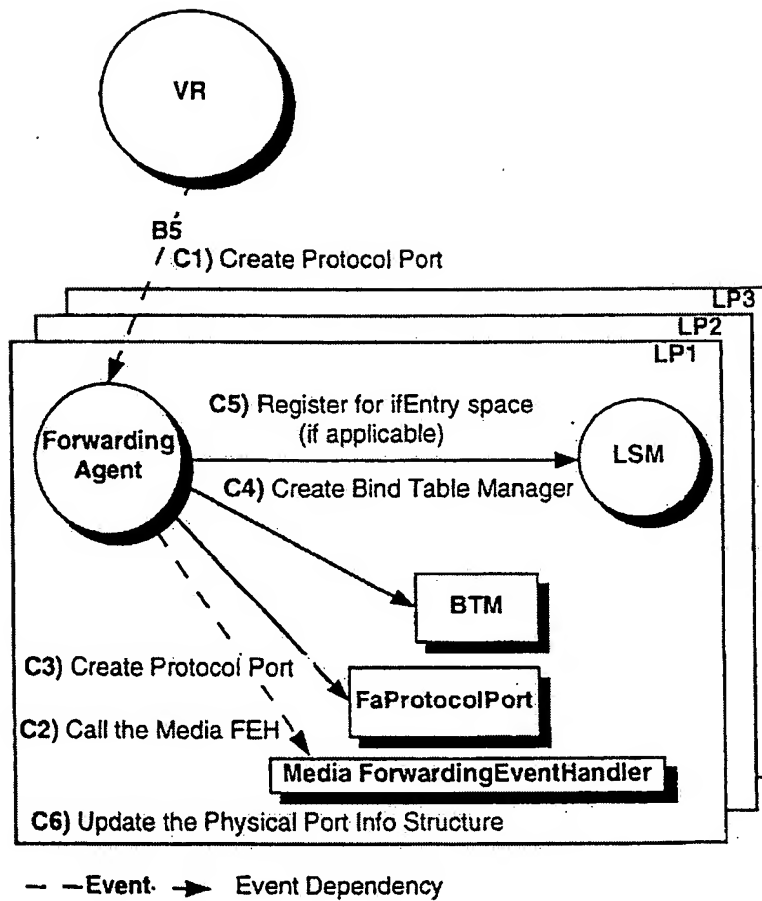 VR
B5
C1) Create Protocol Port
LP3
LP2
LP1
C5) Register for ifEntry space
(if applicable)
Forwarding
Agent
LSM
C4) Create Bind Table Manager
BTM
C3) Create Protocol Port
FaProtocolPort
C2) Call the Media FEH
Media ForwardingEventHandler
C6) Update the Physical Port Info Structure
Event
Event Dependency